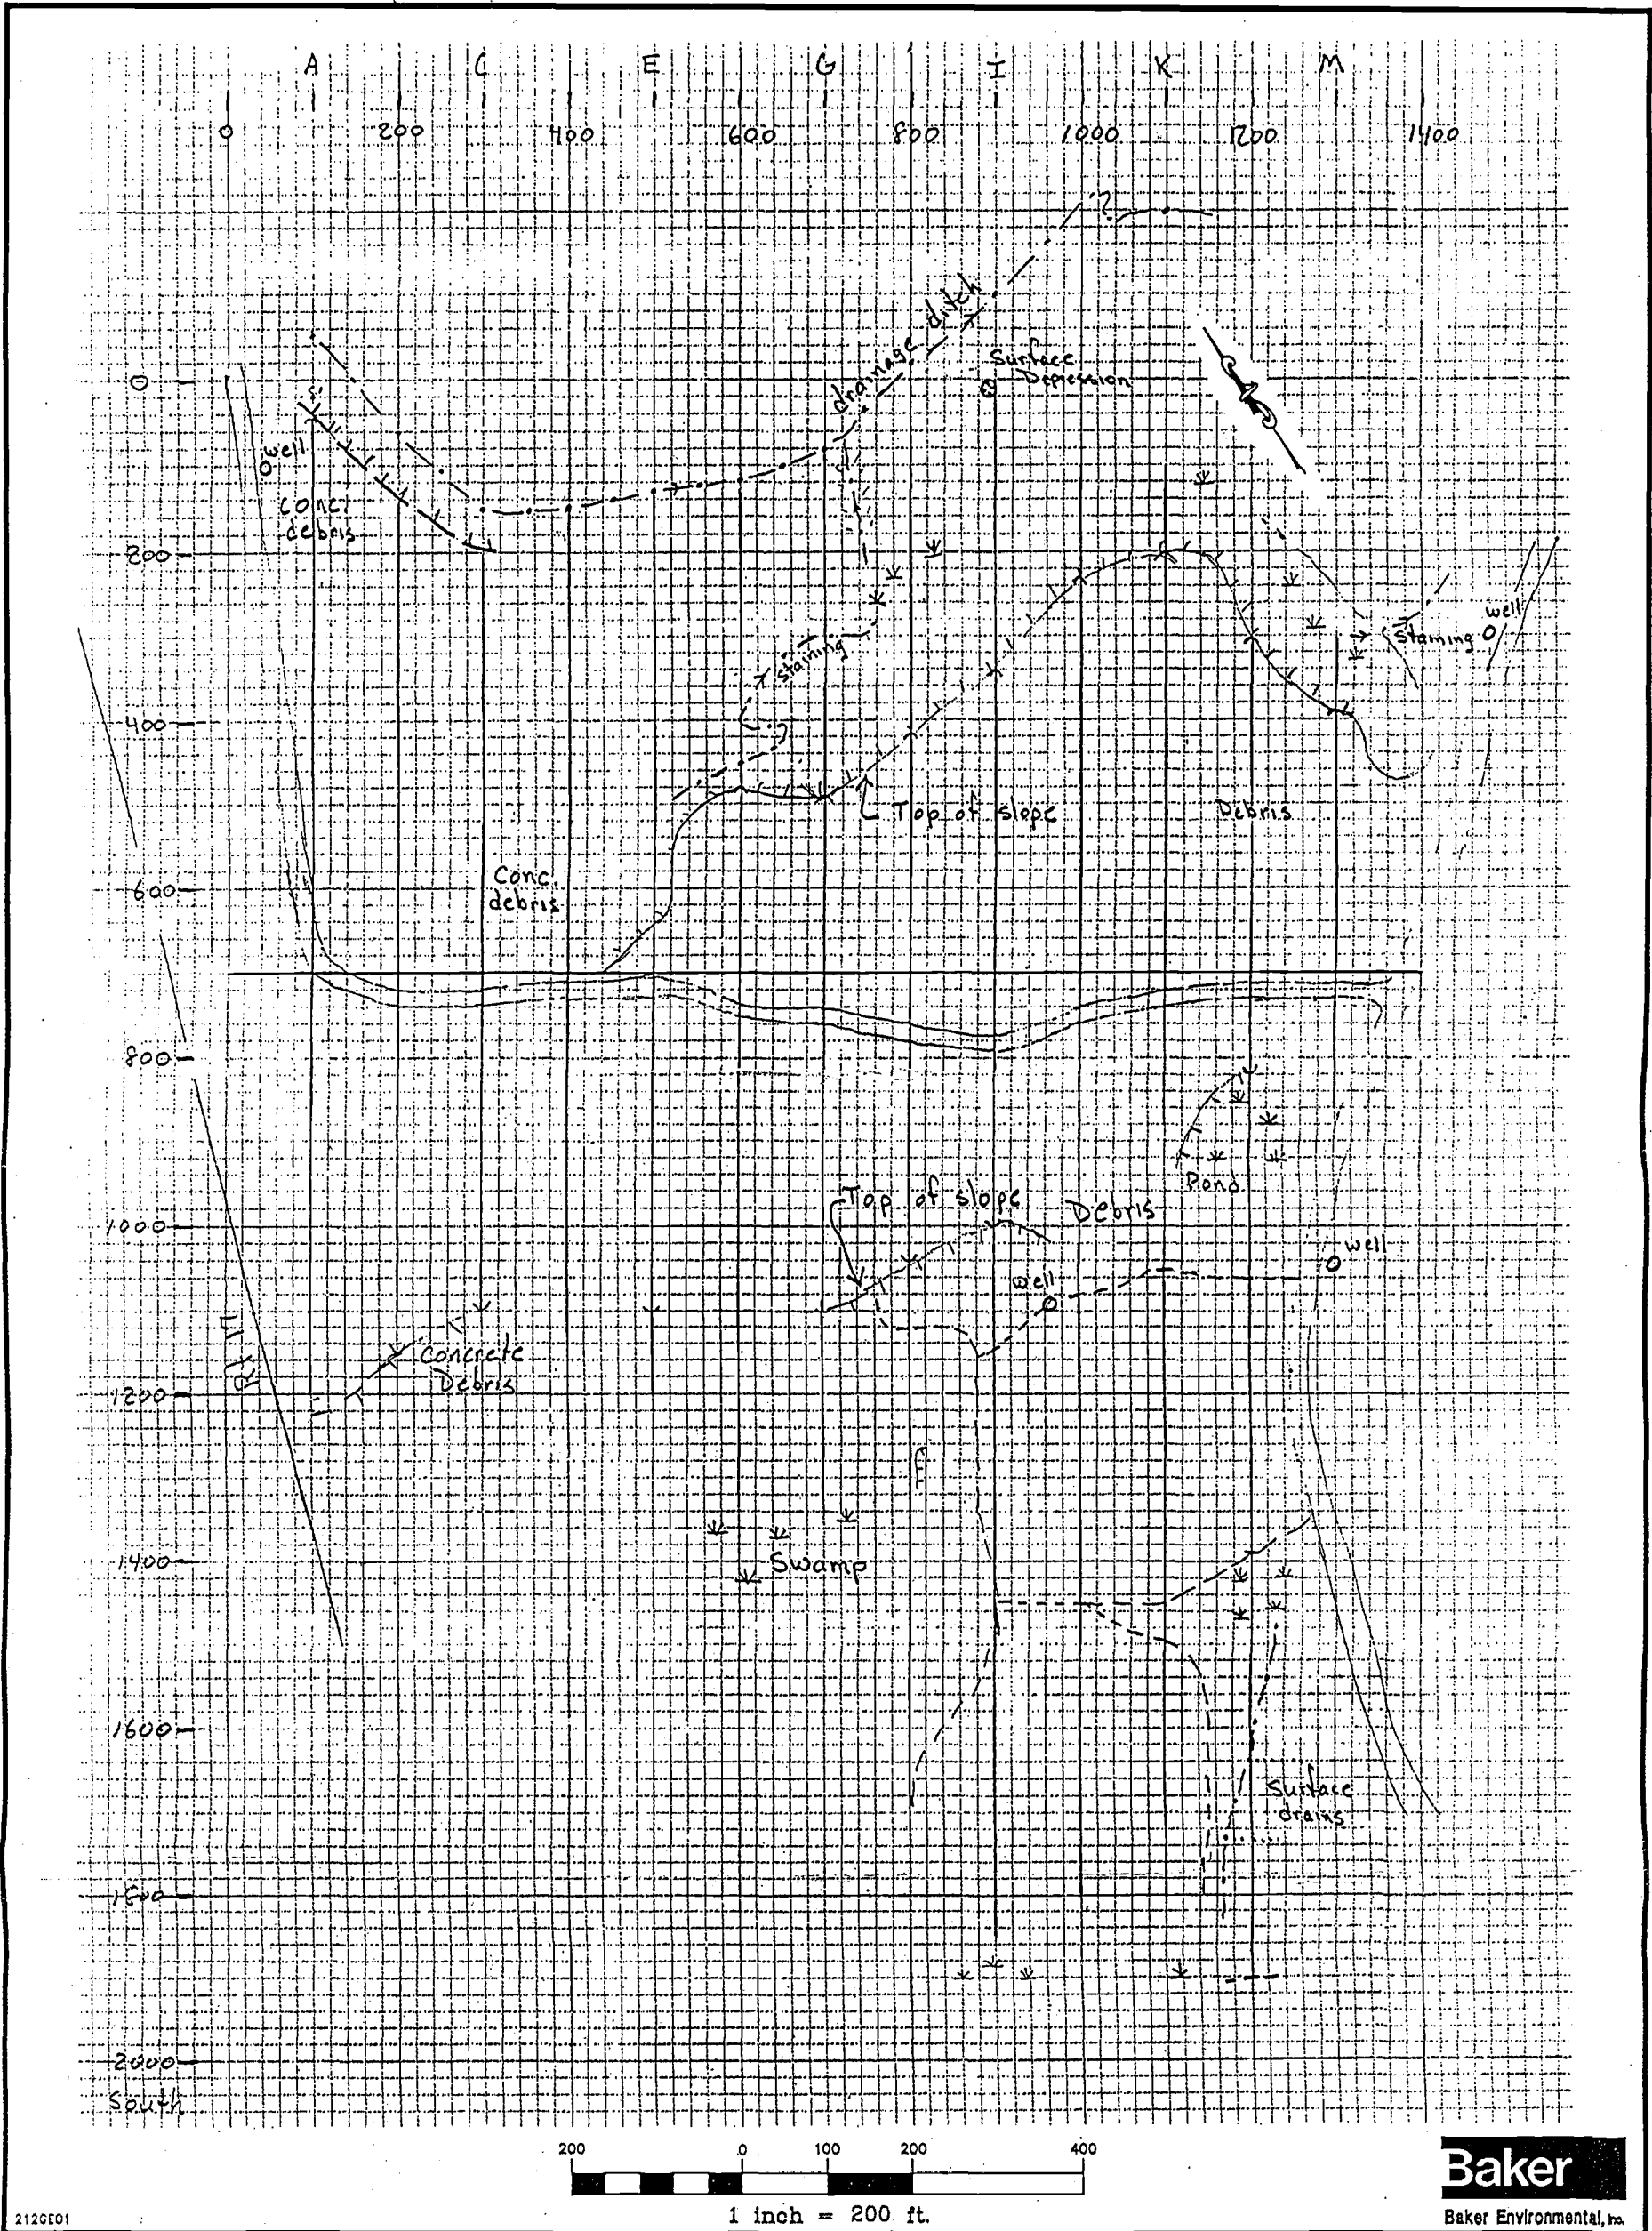 A C E G I K M
0 200 400 600 800 1000 1200 1400
?
drainage ditch
Surface
Depression
0
well
Conc.
debris
200
well
Staining
staining
400
Top of slope
Debris
600
Conc.
debris
800
Pond
Top of slope
Debris
1000
well
well
RAIL
Concrete
Debris
1200
1400
Swamp
1600
Surface
drains
1800
2000
South
200 0 100 200 400
1 inch = 200 ft.
Baker
Baker Environmental, Inc.